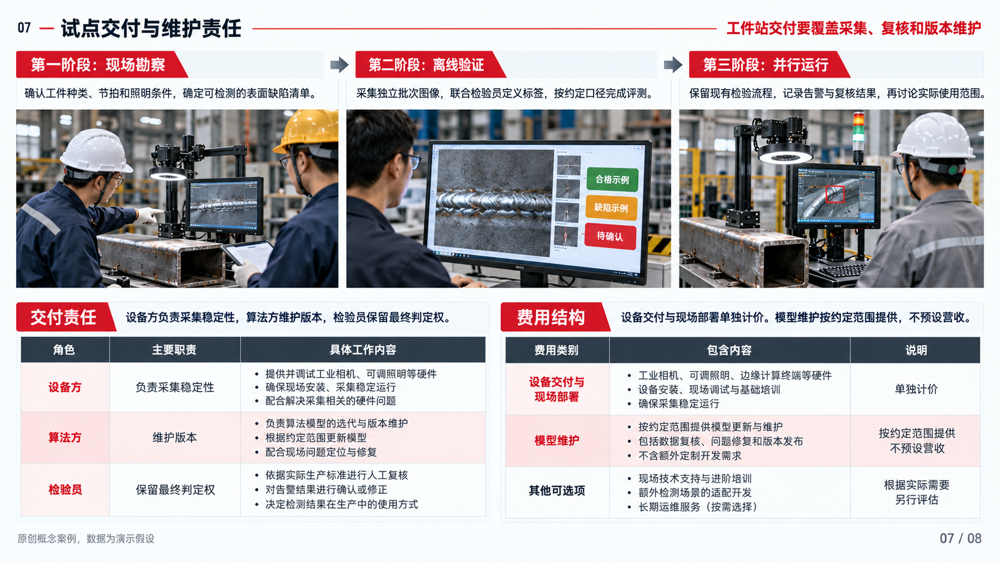 07 — 试点交付与维护责任
工件站交付要覆盖采集、复核和版本维护
第一阶段：现场勘察
第二阶段：离线验证
第三阶段：并行运行
确认工件种类、节拍和照明条件，确定可检测的表面缺陷清单。
采集独立批次图像，联合检验员定义标签，按约定口径完成评测。
保留现有检验流程，记录告警与复核结果，再讨论实际使用范围。
合格示例
缺陷示例
待确认
交付责任
设备方负责采集稳定性，算法方维护版本，检验员保留最终判定权。
角色 主要职责 具体工作内容
设备方
负责采集稳定性
• 提供并调试工业相机、可调照明等硬件
• 确保现场安装、采集稳定运行
• 配合解决采集相关的硬件问题
算法方
维护版本
• 负责算法模型的迭代与版本维护
• 根据约定范围更新模型
• 配合现场问题定位与修复
检验员
保留最终判定权
• 依据实际生产标准进行人工复核
• 对告警结果进行确认或修正
• 决定检测结果在生产中的使用方式
费用结构
设备交付与现场部署单独计价。模型维护按约定范围提供，不预设营收。
费用类别 包含内容 说明
设备交付与
现场部署
• 工业相机、可调照明、边缘计算终端等硬件
• 设备安装、现场调试与基础培训
• 确保采集稳定运行
单独计价
模型维护
• 按约定范围提供模型更新与维护
• 包括数据复核、问题修复和版本发布
• 不含额外定制开发需求
按约定范围提供
不预设营收
其他可选项
• 现场技术支持与进阶培训
• 额外检测场景的适配开发
• 长期运维服务（按需选择）
根据实际需要
另行评估
原创概念案例，数据为演示假设
07 / 08